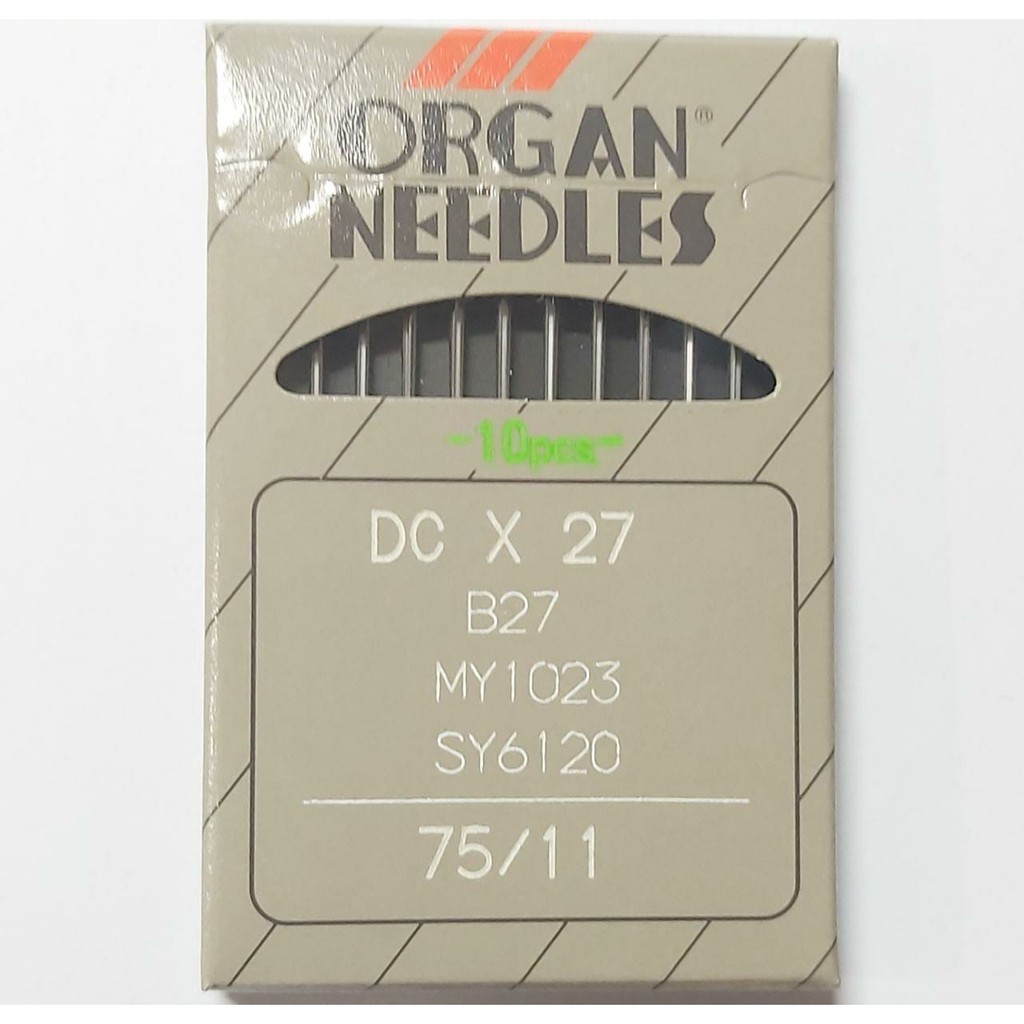 ORGAN®
NEEDLES
-10pcs-
DC X 27
B27
MY1023
SY6120
75/11